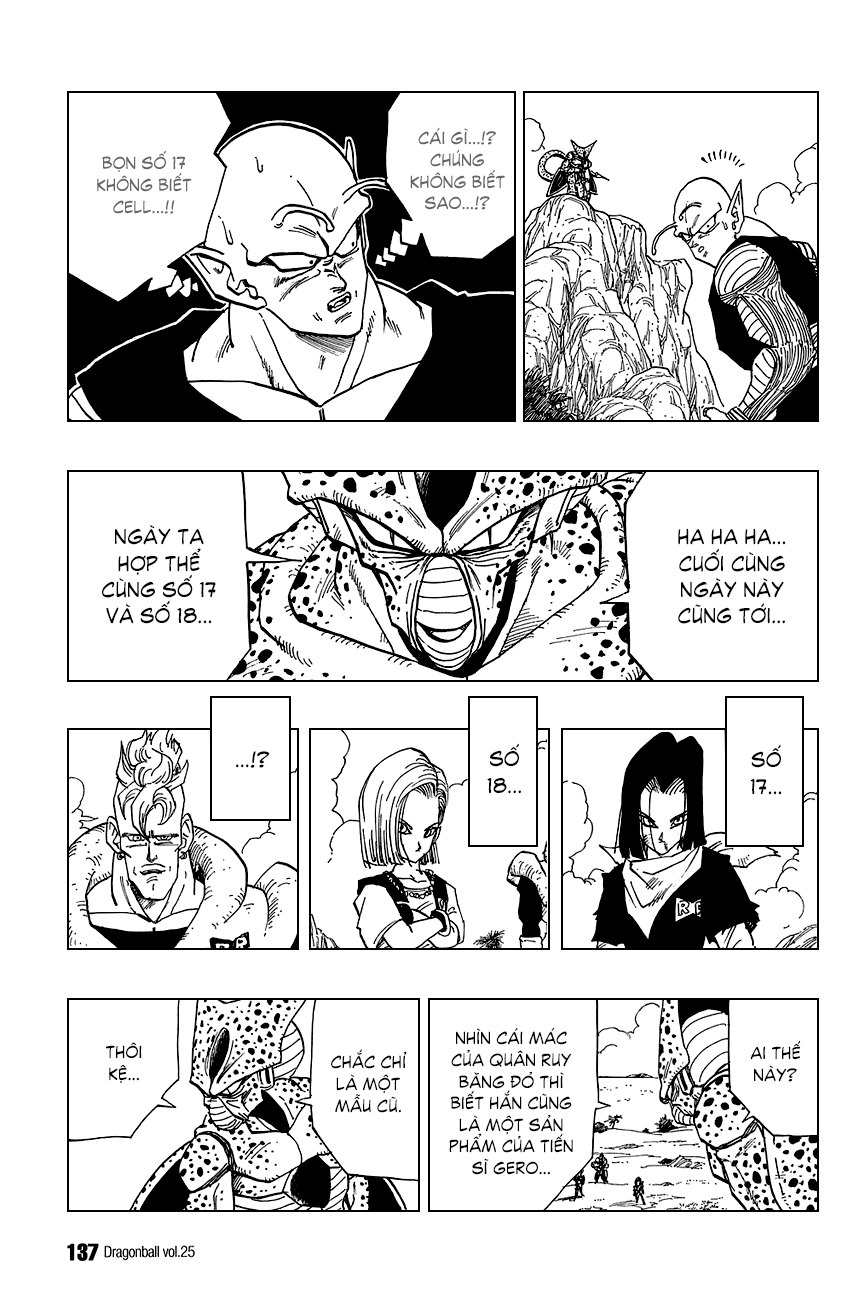 CÁI GÌ...!?
CHÚNG
KHÔNG BIẾT
SAO...!?
BỌN SỐ 17
KHÔNG BIẾT
CELL...!!
HA HA HA...
CUỐI CÙNG
NGÀY NÀY
CŨNG TỚI...
NGÀY TA
HỢP THỂ
CÙNG SỐ 17
VÀ SỐ 18...
SỐ
17...
SỐ
18...
...!?
R R
R R
AI THẾ
NÀY?
NHÌN CÁI MÁC
CỦA QUÂN RUY
BĂNG ĐỎ THÌ
BIẾT HẮN CŨNG
LÀ MỘT SẢN
PHẨM CỦA TIẾN
SĨ GERO...
CHẮC CHỈ
LÀ MỘT
MẪU CŨ.
THÔI
KỆ...
137 Dragonball vol.25